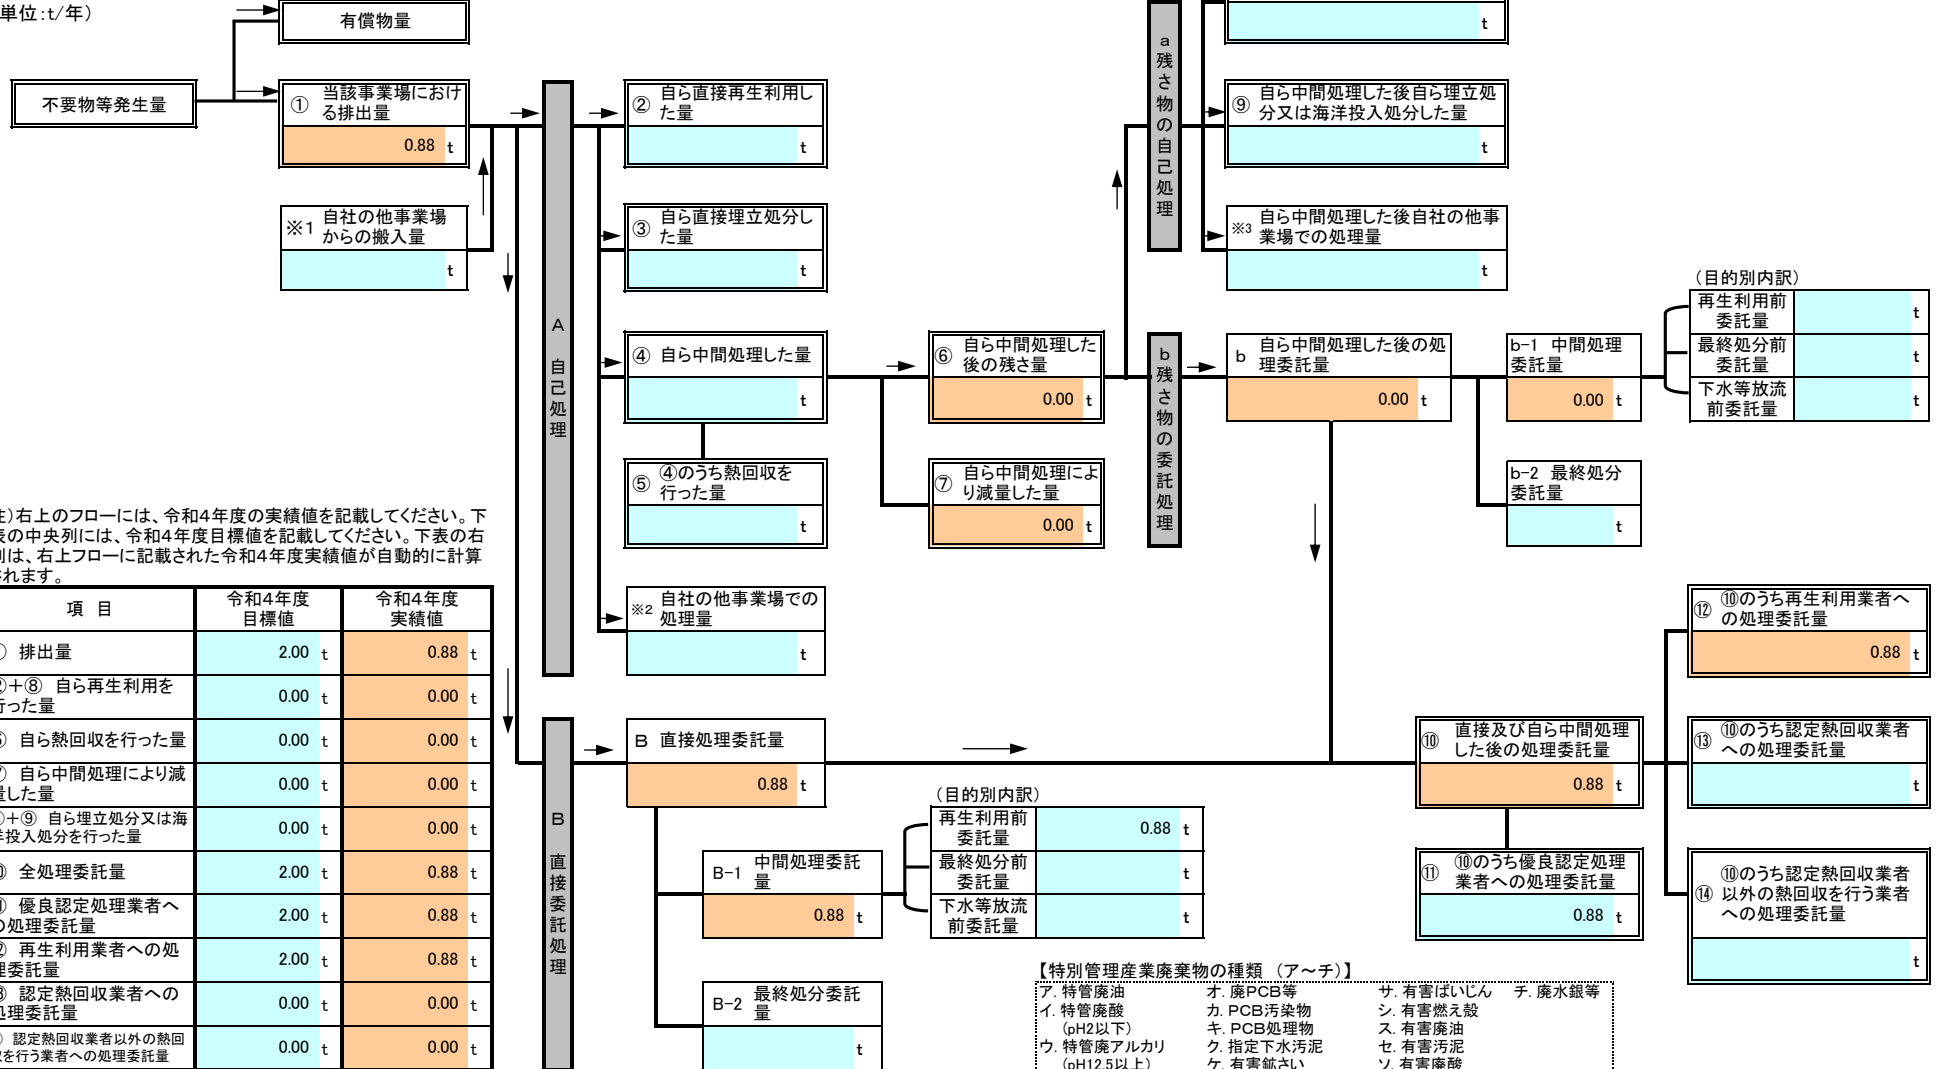 単位:t/年）
有償物量
不要物等発生量
① 当該事業場におけ
る排出量
0.88 t
※1 自社の他事業場
からの搬入量
t
A 自己処理
② 自ら直接再生利用し
た量
t
③ 自ら直接埋立処分し
た量
t
④ 自ら中間処理した量
t
⑤ ④のうち熱回収を
行った量
t
※2 自社の他事業場での
処理量
t
⑥ 自ら中間処理した
後の残さ量
0.00 t
⑦ 自ら中間処理によ
り減量した量
0.00 t
a 残さ物の自己処理
t
⑨ 自ら中間処理した後自ら埋立処
分又は海洋投入処分した量
t
※3 自ら中間処理した後自社の他事
業場での処理量
t
b 残さ物の委託処理
b 自ら中間処理した後の処
理委託量
0.00 t
b-1 中間処理
委託量
0.00 t
b-2 最終処分
委託量
t
（目的別内訳）
再生利用前
委託量
t
最終処分前
委託量
t
下水等放流
前委託量
t
注）右上のフローには、令和4年度の実績値を記載してください。下
表の中央列には、令和4年度目標値を記載してください。下表の右
列は、右上フローに記載された令和4年度実績値が自動的に計算
されます。
項 目 令和4年度
目標値 令和4年度
実績値
排出量 2.00 t 0.88 t
＋⑧ 自ら再生利用を
行った量 0.00 t 0.00 t
自ら熱回収を行った量 0.00 t 0.00 t
自ら中間処理により減
量した量 0.00 t 0.00 t
＋⑨ 自ら埋立処分又は海
洋投入処分を行った量 0.00 t 0.00 t
全処理委託量 2.00 t 0.88 t
優良認定処理業者へ
の処理委託量 2.00 t 0.88 t
再生利用業者への処
理委託量 2.00 t 0.88 t
認定熱回収業者への
処理委託量 0.00 t 0.00 t
認定熱回収業者以外の熱回
収を行う業者への処理委託量 0.00 t 0.00 t
B 直接委託処理
B 直接処理委託量
0.88 t
B-1 中間処理委託
量
0.88 t
B-2 最終処分委託
量
t
（目的別内訳）
再生利用前
委託量
0.88 t
最終処分前
委託量
t
下水等放流
前委託量
t
⑩ 直接及び自ら中間処理
した後の処理委託量
0.88 t
⑪ ⑩のうち優良認定処理
業者への処理委託量
0.88 t
⑫ ⑩のうち再生利用業者へ
の処理委託量
0.88 t
⑬ ⑩のうち認定熱回収業者
への処理委託量
t
⑭ ⑩のうち認定熱回収業者
以外の熱回収を行う業者
への処理委託量
t
【特別管理産業廃棄物の種類 （ア～チ）】
ア. 特管廃油 オ. 廃PCB等 サ. 有害ばいじん チ. 廃水銀等
イ. 特管廃酸 カ. PCB汚染物 シ. 有害燃え殻
（pH2以下） キ. PCB処理物 ス. 有害廃油
ウ. 特管廃アルカリ ク. 指定下水汚泥 セ. 有害汚泥
（pH12.5以上） ケ. 有害鉱さい ソ. 有害廃酸